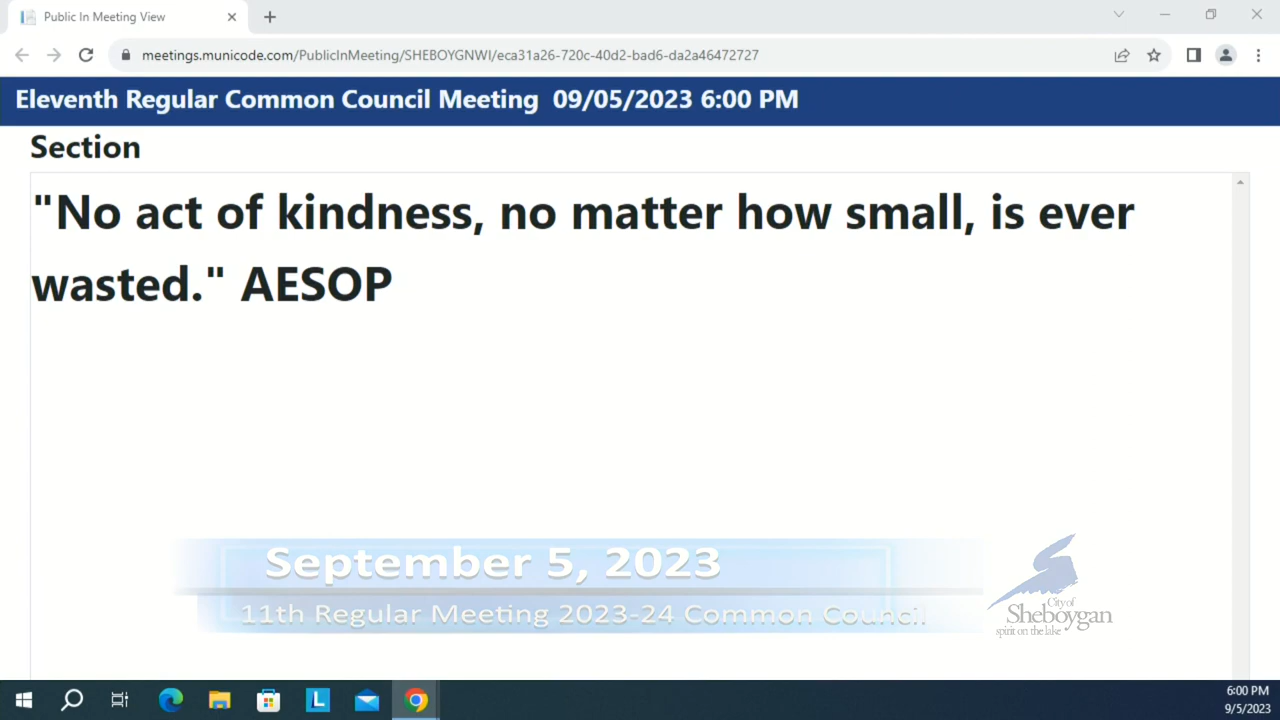 Public In Meeting View
meetings.municode.com/PublicInMeeting/SHEBOYGNWI/eca31a26-720c-40d2-bad6-da2a46472727
Eleventh Regular Common Council Meeting 09/05/2023 6:00 PM
Section
"No act of kindness, no matter how small, is ever
wasted." AESOP
September 5, 2023
11th Regular Meeting 2023-24 Common Council
City of
Sheboygan
spirit on the lake
L
6:00 PM
9/5/2023